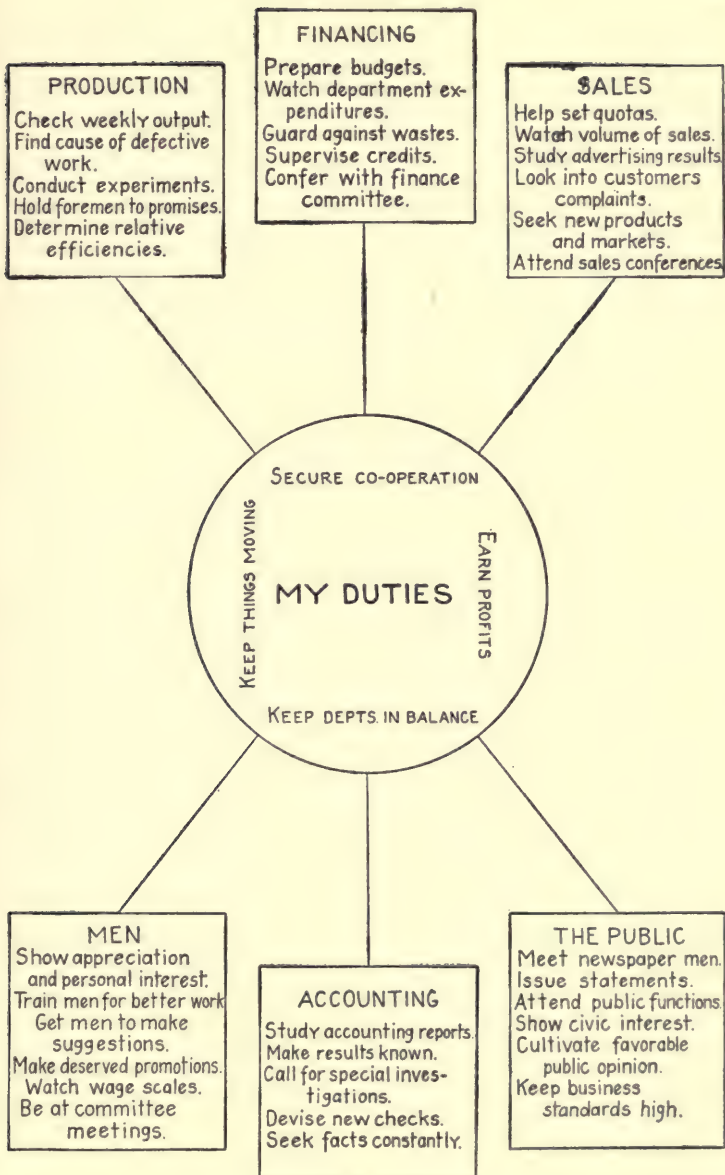 PRODUCTION
Check weekly output.
Find cause of defective
work.
Conduct experiments.
Hold foremen to promises.
Determine relative
efficiencies.
FINANCING
Prepare budgets.
Watch department ex-
penditures.
Guard against wastes.
Supervise credits.
Confer with finance
committee.
SALES
Help set quotas.
Watch volume of sales.
Study advertising results.
Look into customers
complaints.
Seek new products
and markets.
Attend sales conferences
SECURE CO-OPERATION
KEEP THINGS MOVING
MY DUTIES
EARN PROFITS
KEEP DEPTS. IN BALANCE
MEN
Show appreciation
and personal interest.
Train men for better work
Get men to make
suggestions.
Make deserved promotions.
Watch wage scales.
Be at committee
meetings.
ACCOUNTING
Study accounting reports.
Make results known.
Call for special inves-
tigations.
Devise new checks.
Seek facts constantly.
THE PUBLIC
Meet newspaper men.
Issue statements.
Attend public functions.
Show civic interest.
Cultivate favorable
public opinion.
Keep business
standards high.